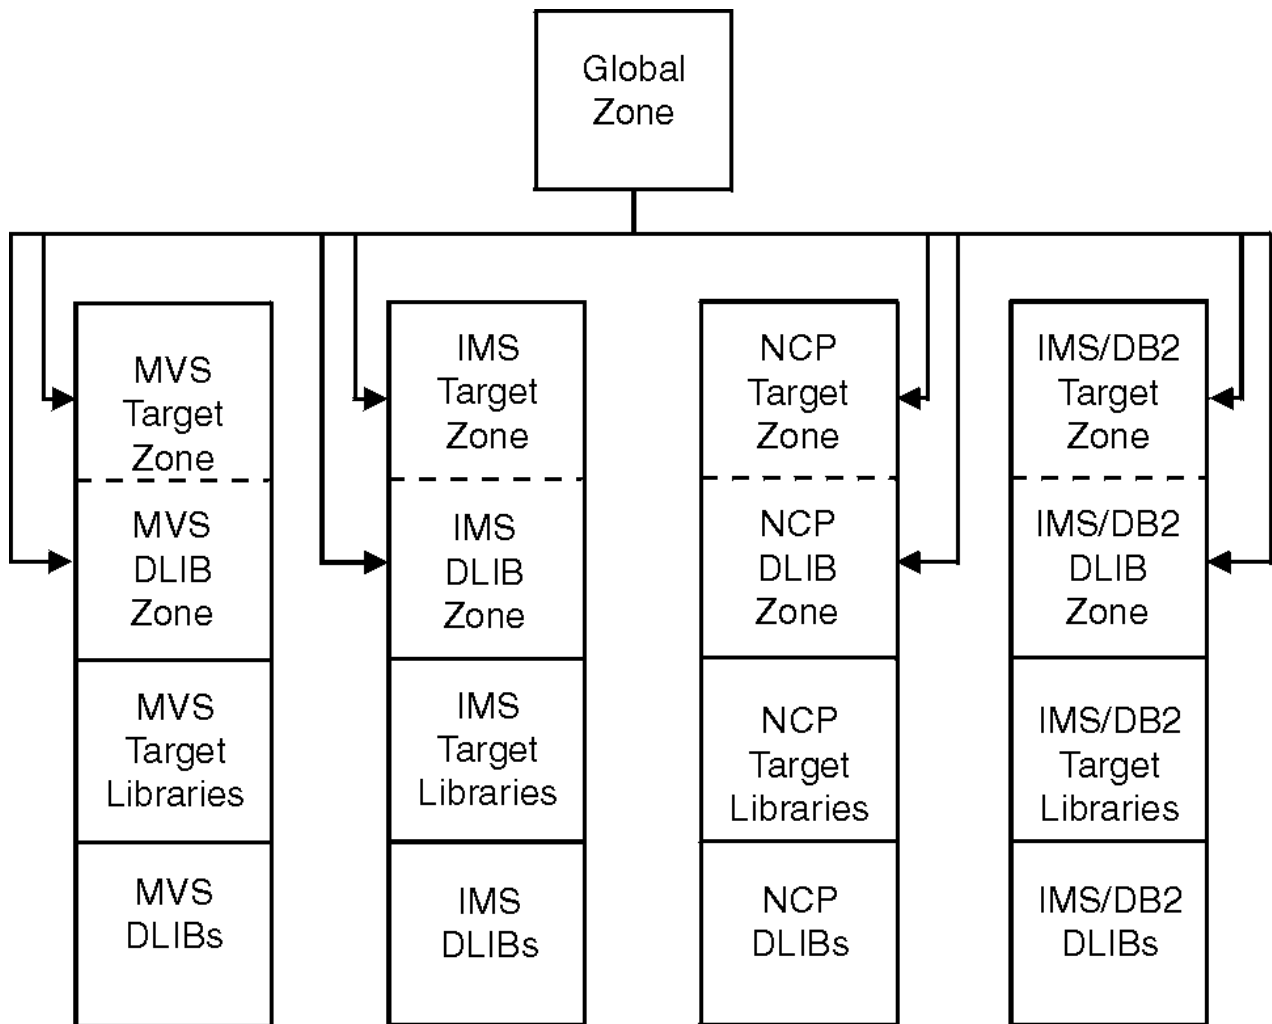 Global
Zone
MVS
Target
Zone
MVS
DLIB
Zone
MVS
Target
Libraries
MVS
DLIBs
IMS
Target
Zone
IMS
DLIB
Zone
IMS
Target
Libraries
IMS
DLIBs
NCP
Target
Zone
NCP
DLIB
Zone
NCP
Target
Libraries
NCP
DLIBs
IMS/DB2
Target
Zone
IMS/DB2
DLIB
Zone
IMS/DB2
Target
Libraries
IMS/DB2
DLIBs